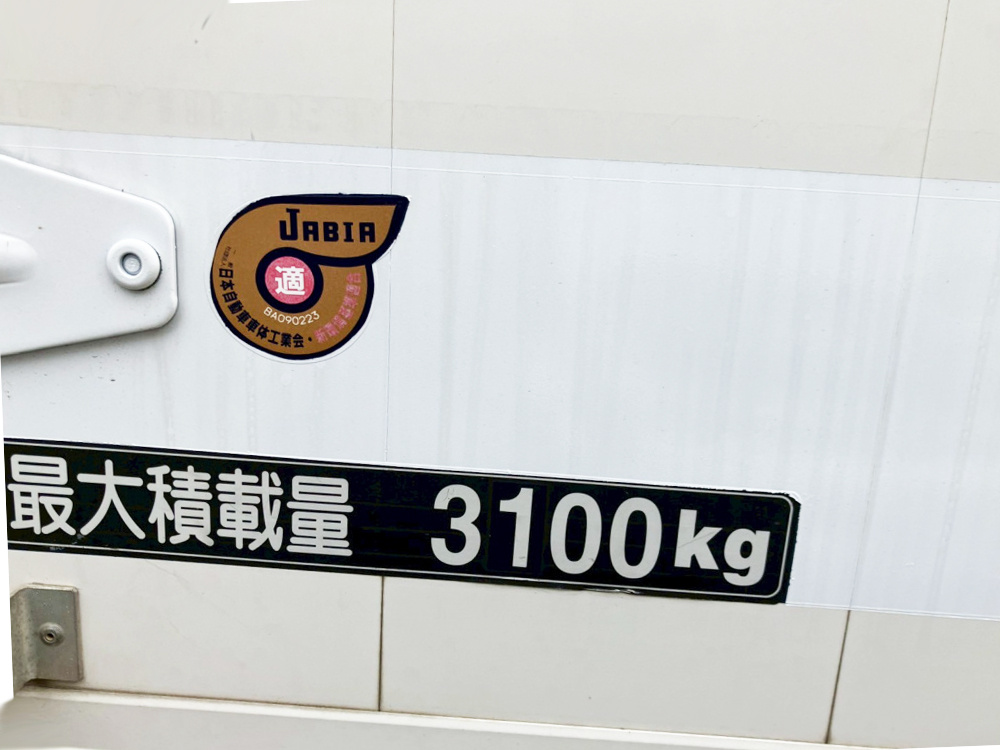 JABIA
適
BA090223
日本自動車車体工業会・
最大積載量 3100kg